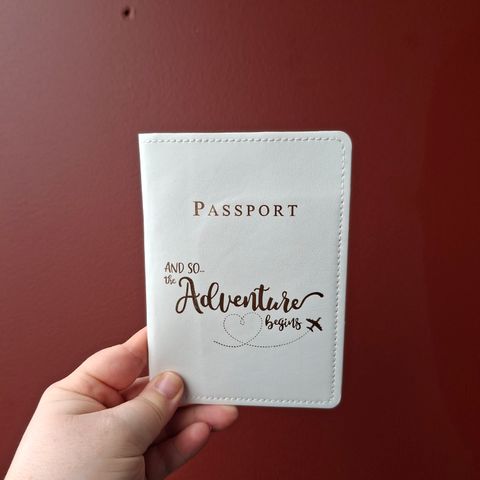 PASSPORT
AND SO...
the Adventure
begins